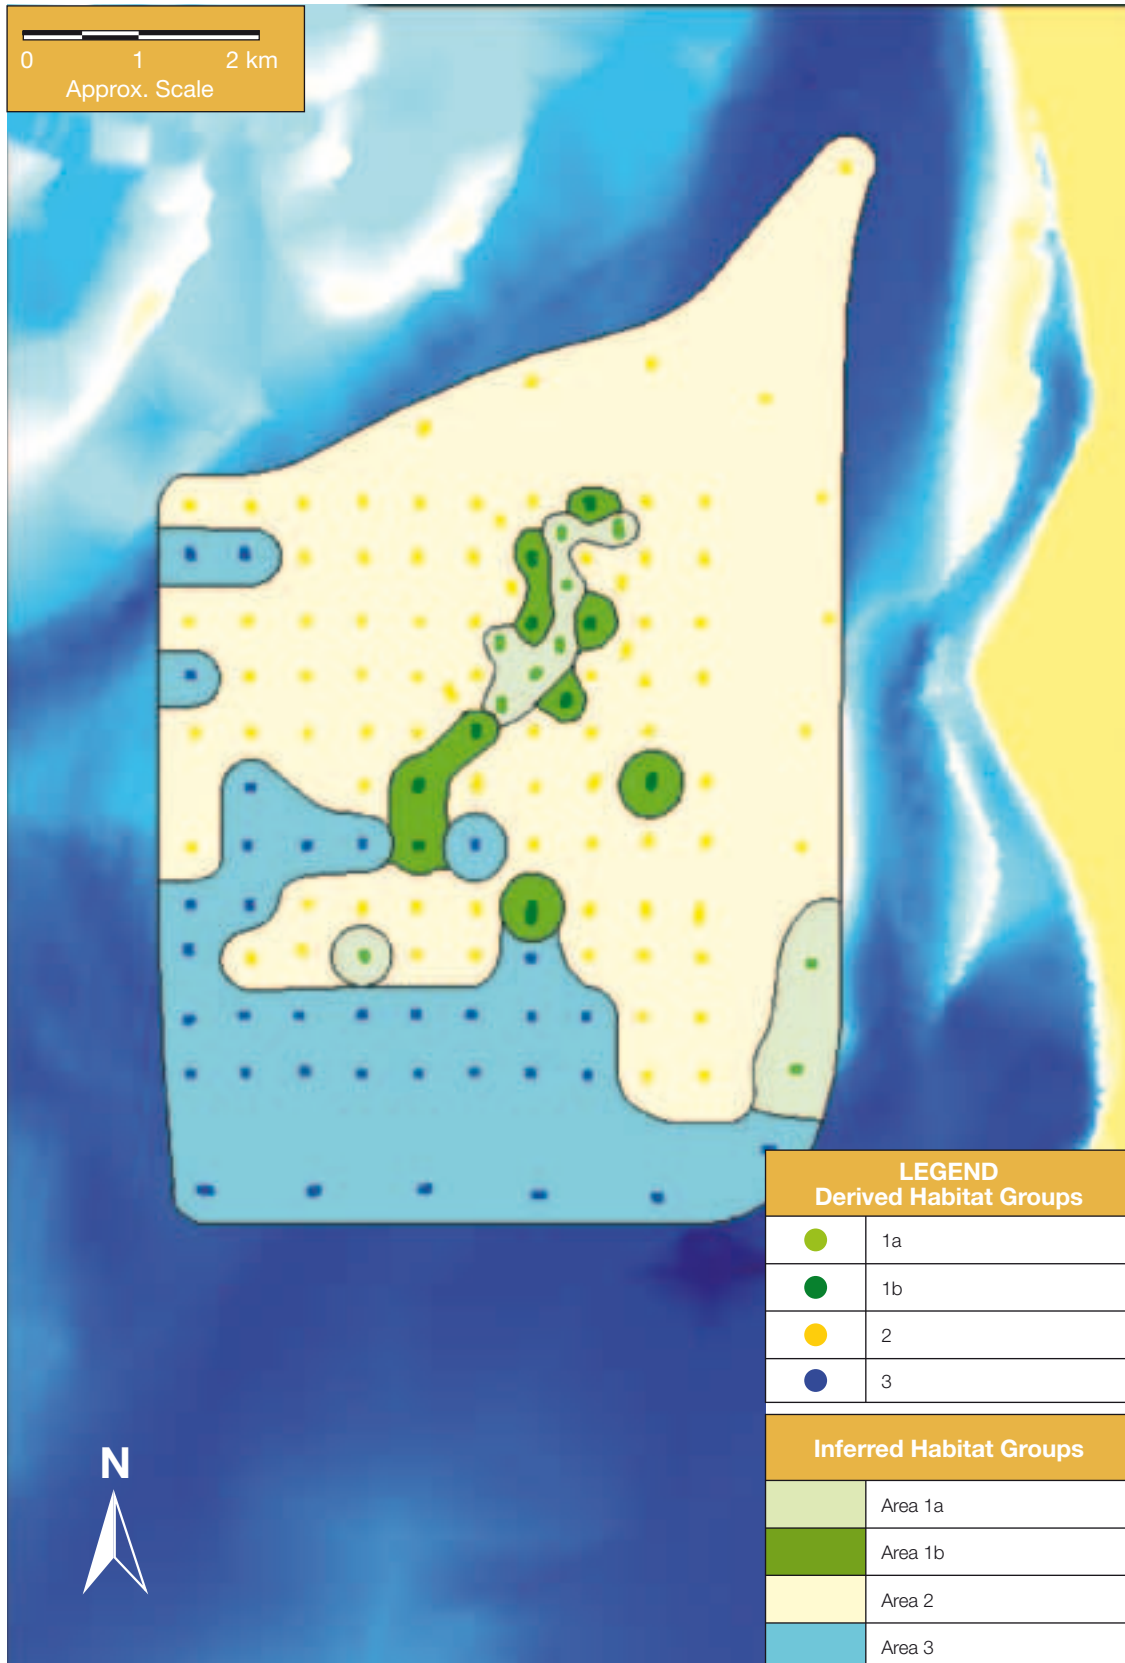 0 1 2 km
Approx. Scale
LEGEND
Derived Habitat Groups
1a
1b
2
3
Inferred Habitat Groups
Area 1a
Area 1b
Area 2
Area 3
N